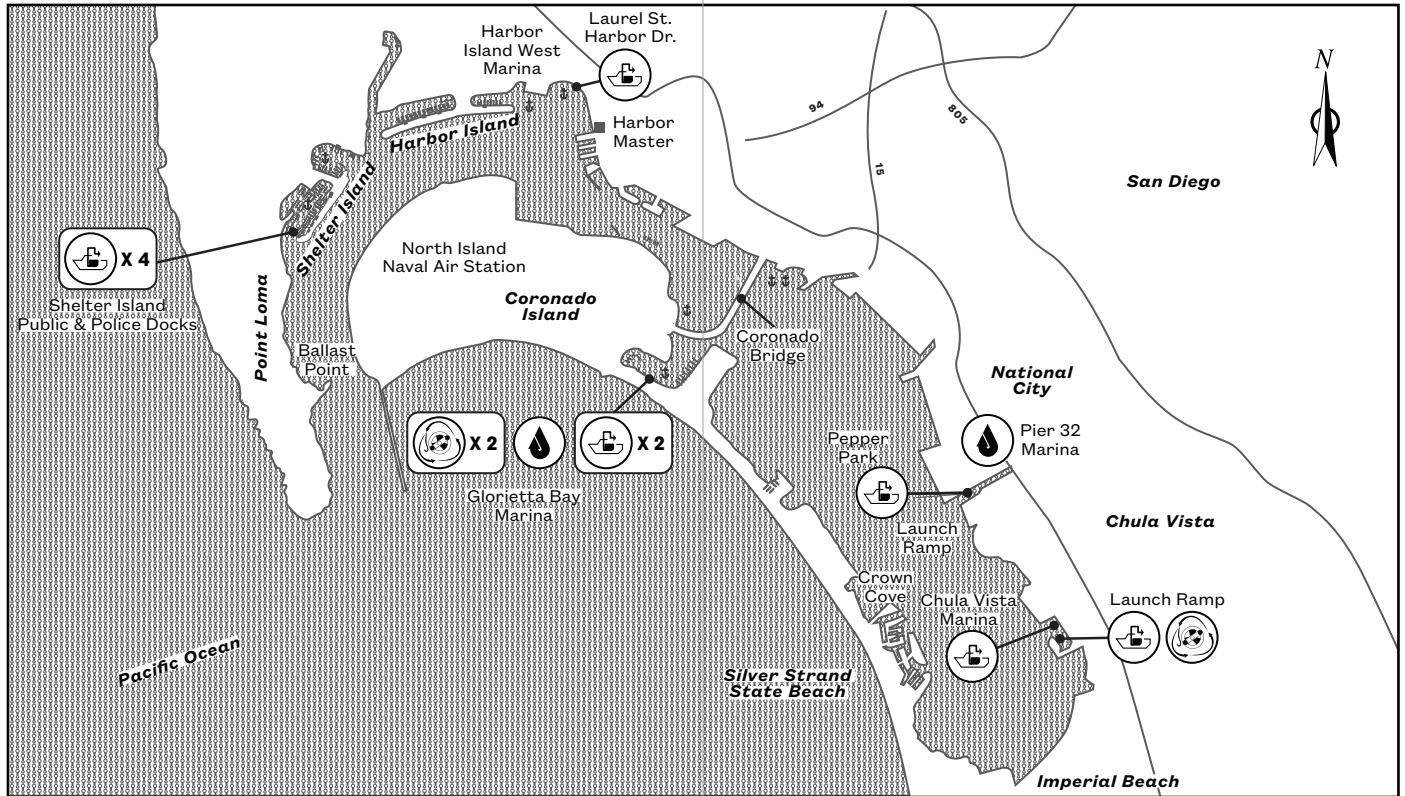 Laurel St.
Harbor Dr.
Harbor
Island West
Marina
N
94
805
Harbor Island
Harbor
Master
15
San Diego
Shelter Island
North Island
Naval Air Station
X 4
Coronado
Island
Shelter Island
Public & Police Docks
Point Loma
Ballast
Point
Coronado
Bridge
National
City
X 2
X 2
Pepper
Park
Pier 32
Marina
Glorietta Bay
Marina
Launch
Ramp
Chula Vista
Crown
Cove
Chula Vista
Marina
Launch Ramp
Pacific Ocean
Silver Strand
State Beach
Imperial Beach